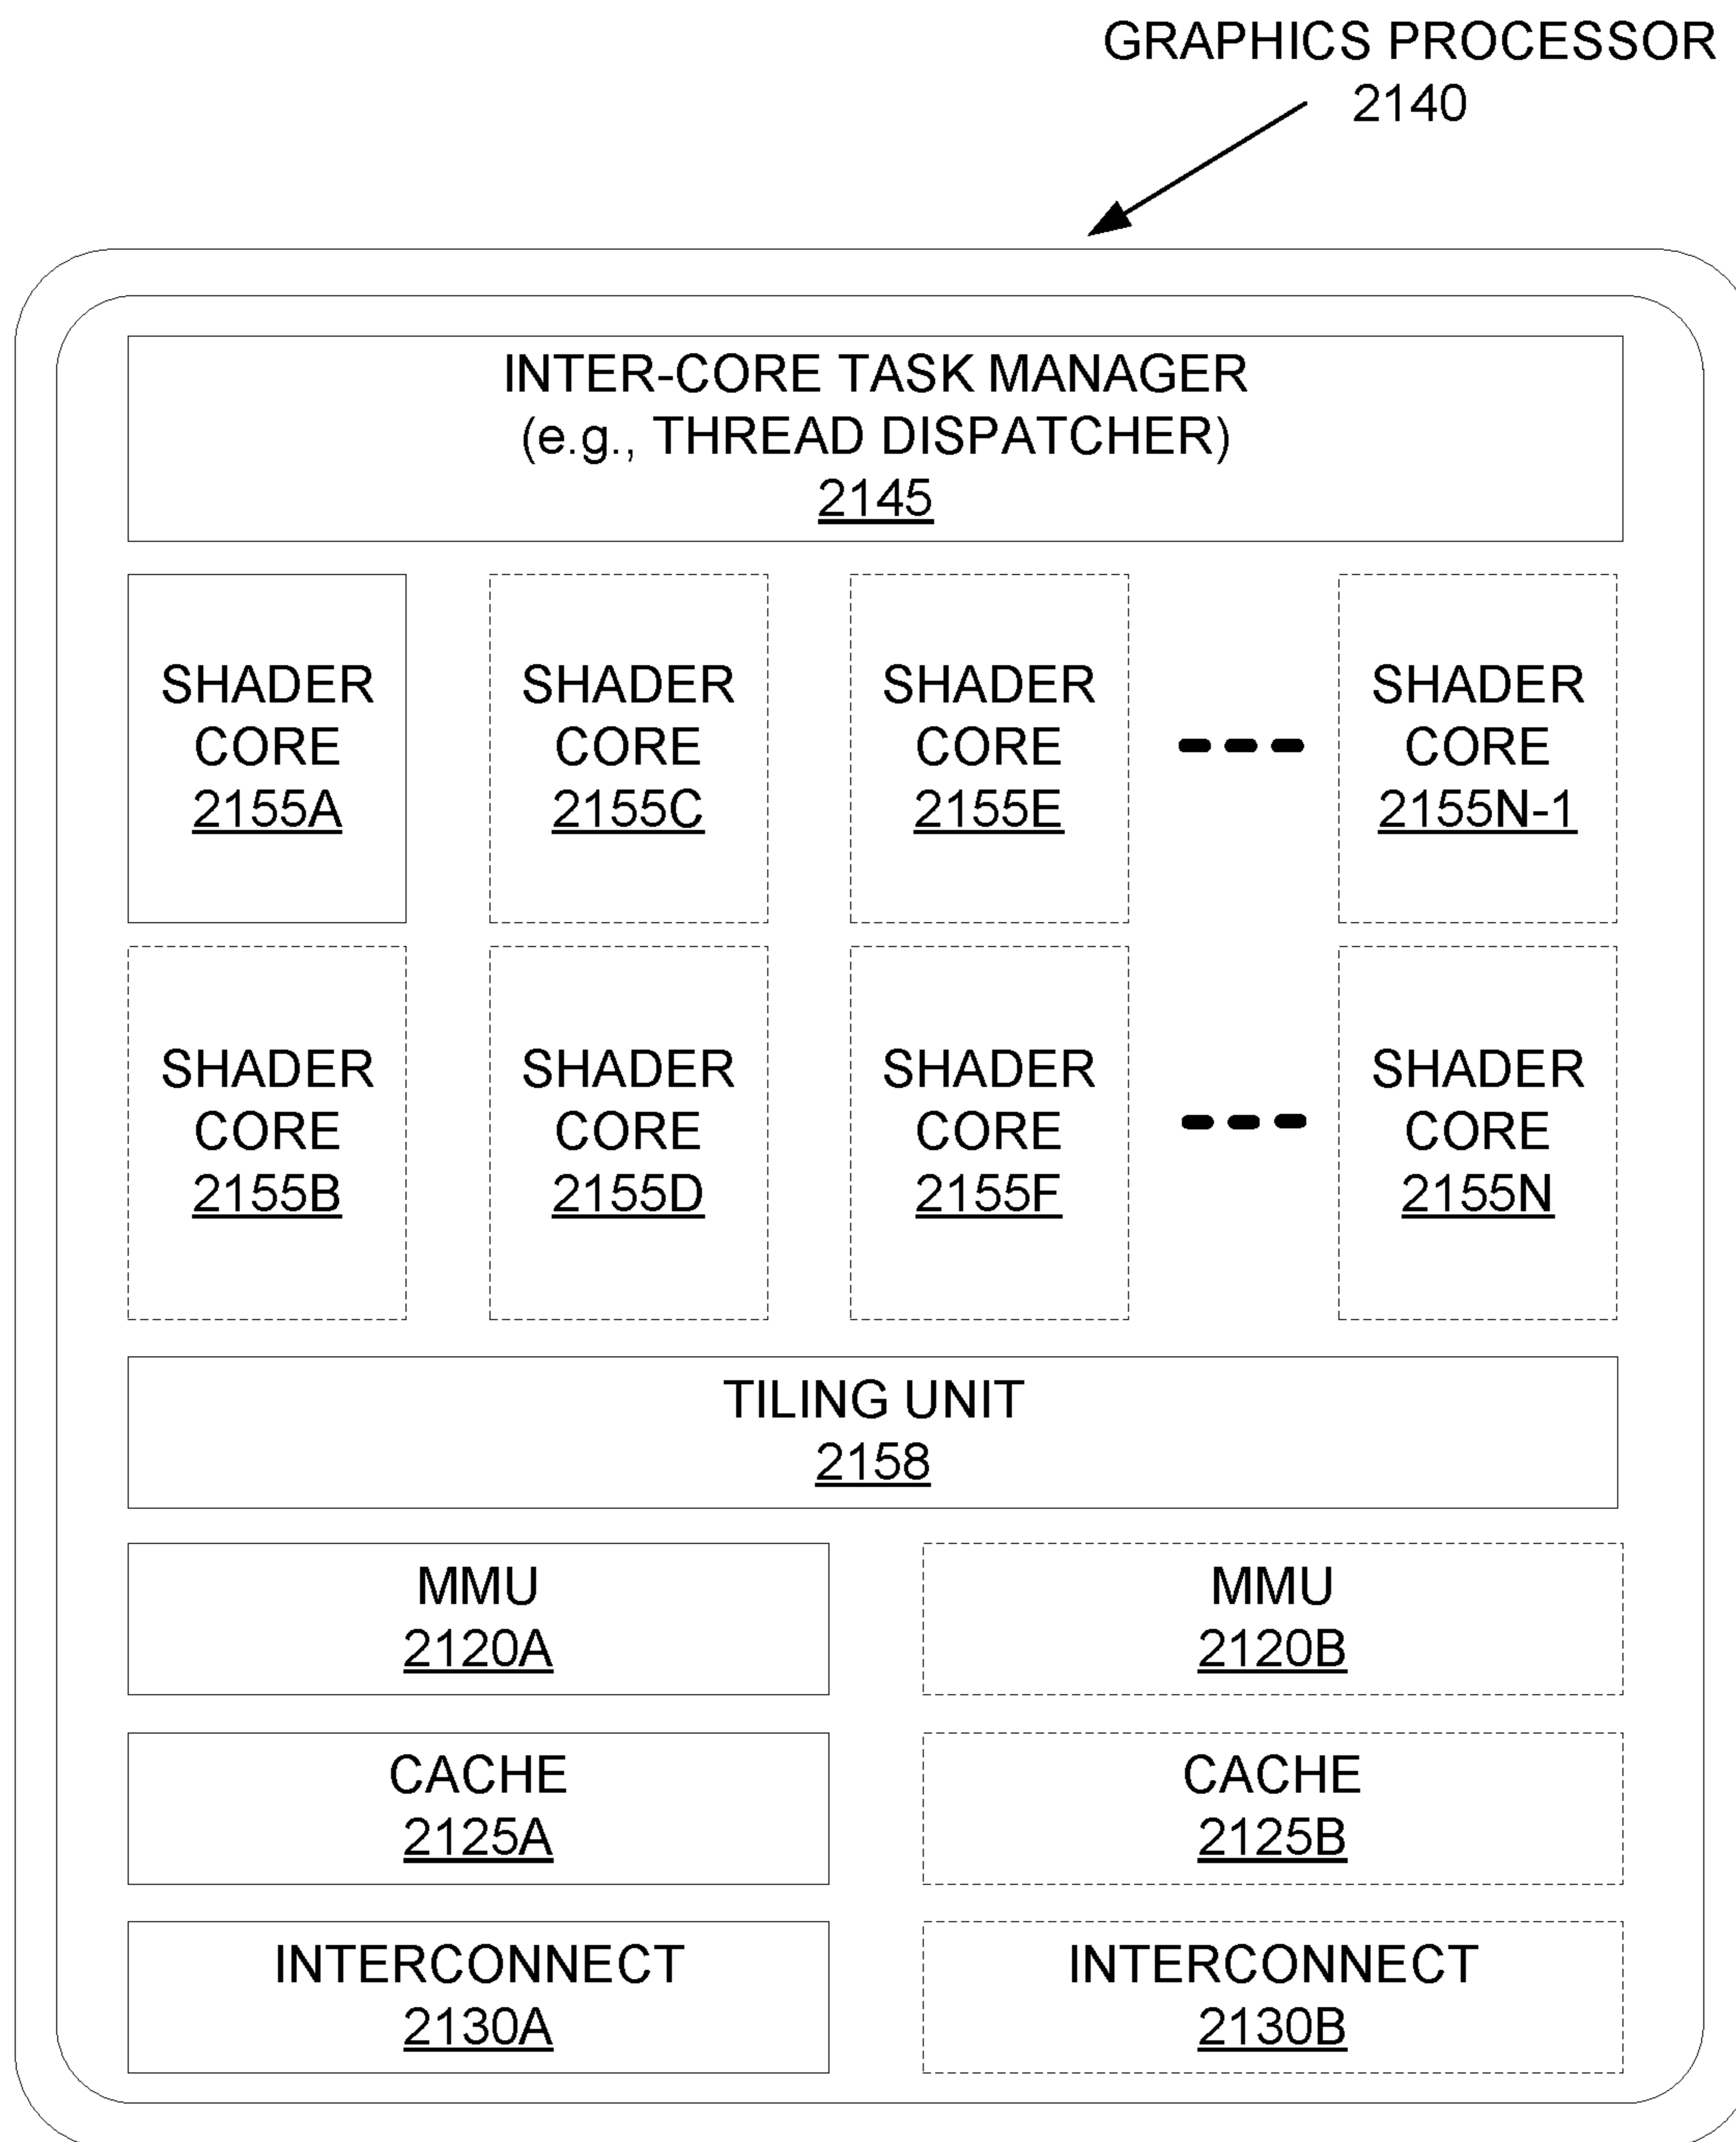 GRAPHICS PROCESSOR
2140
INTER-CORE TASK MANAGER
(e.g., THREAD DISPATCHER)
2145
SHADER
CORE
2155A
SHADER
CORE
2155C
SHADER
CORE
2155E
SHADER
CORE
2155N-1
SHADER
CORE
2155B
SHADER
CORE
2155D
SHADER
CORE
2155F
SHADER
CORE
2155N
TILING UNIT
2158
MMU
2120A
MMU
2120B
CACHE
2125A
CACHE
2125B
INTERCONNECT
2130A
INTERCONNECT
2130B